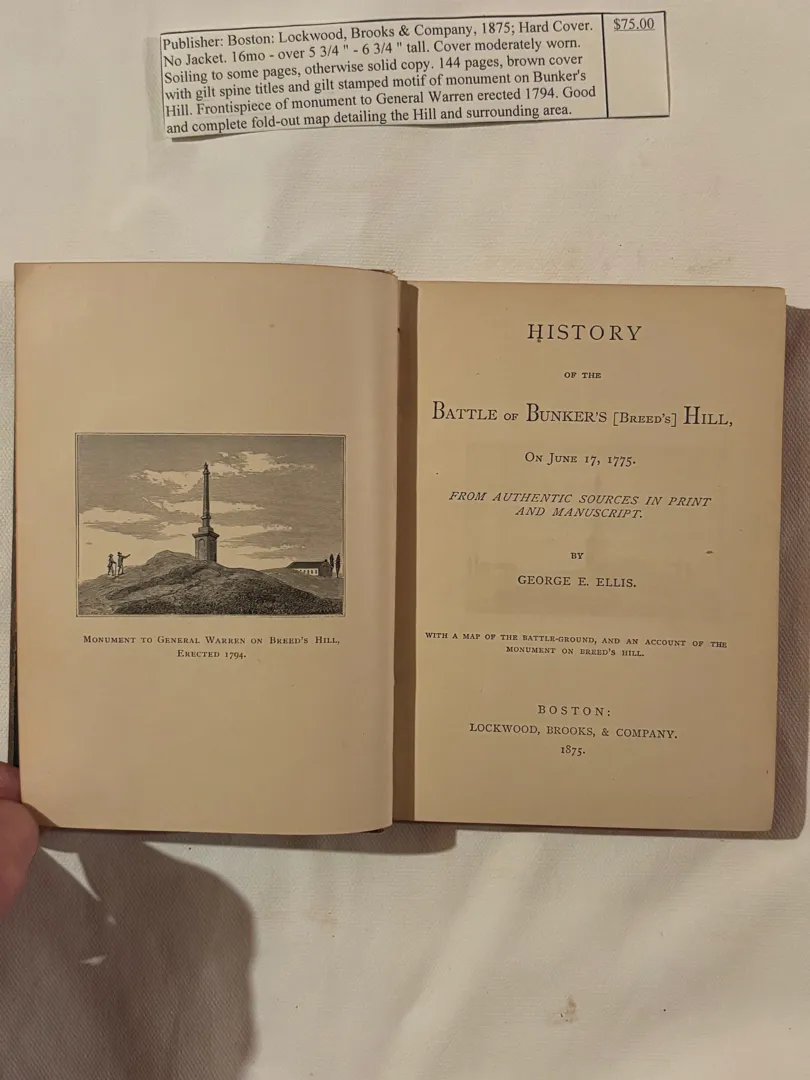 Publisher: Boston: Lockwood, Brooks & Company, 1875; Hard Cover.
No Jacket. 16mo - over 5 3/4 " - 6 3/4 " tall. Cover moderately worn.
Soiling to some pages, otherwise solid copy. 144 pages, brown cover
with gilt spine titles and gilt stamped motif of monument on Bunker's
Hill. Frontispiece of monument to General Warren erected 1794. Good
and complete fold-out map detailing the Hill and surrounding area.
$75.00
Monument to General Warren on Breed's Hill,
Erected 1794.
HISTORY
OF THE
Battle of Bunker's [Breed's] Hill,
On June 17, 1775.
FROM AUTHENTIC SOURCES IN PRINT
AND MANUSCRIPT.
BY
GEORGE E. ELLIS.
WITH A MAP OF THE BATTLE-GROUND, AND AN ACCOUNT OF THE
MONUMENT ON BREED'S HILL.
BOSTON:
LOCKWOOD, BROOKS, & COMPANY.
1875.